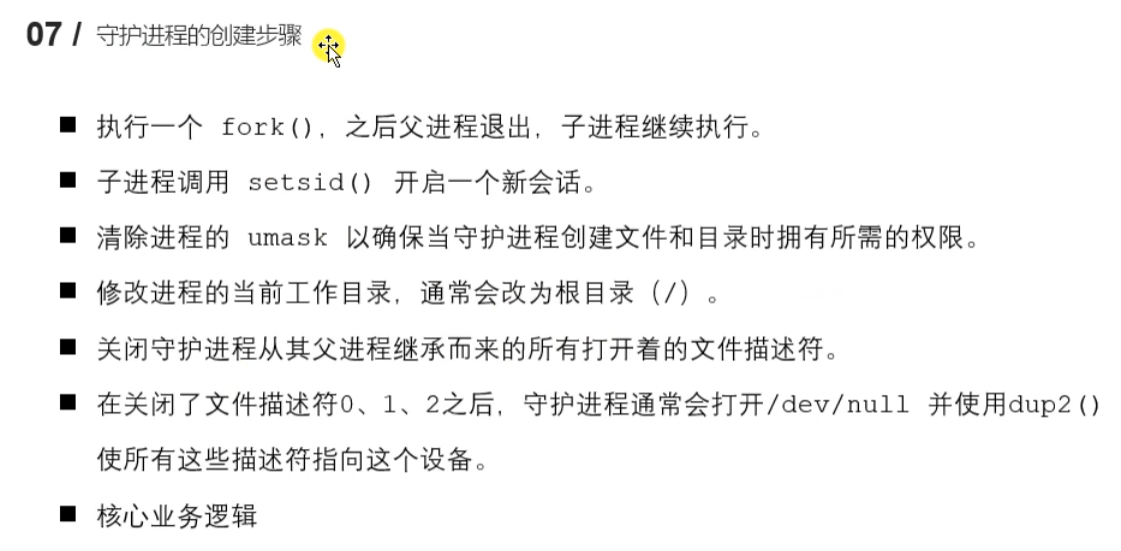 07 / 守护进程的创建步骤
■ 执行一个 fork()，之后父进程退出，子进程继续执行。
■ 子进程调用 setsid() 开启一个新会话。
■ 清除进程的 umask 以确保当守护进程创建文件和目录时拥有所需的权限。
■ 修改进程的当前工作目录，通常会改为根目录（/）。
■ 关闭守护进程从其父进程继承而来的所有打开着的文件描述符。
■ 在关闭了文件描述符0、1、2之后，守护进程通常会打开/dev/null 并使用dup2()
使所有这些描述符指向这个设备。
■ 核心业务逻辑